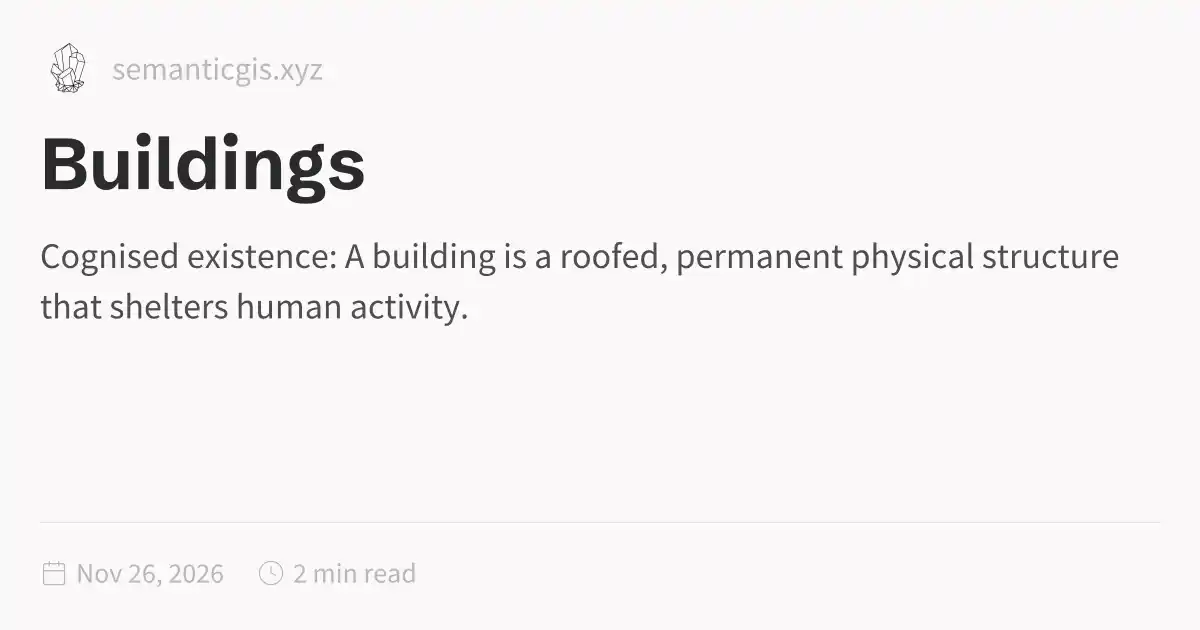 semanticgis.xyz
Buildings
Cognised existence: A building is a roofed, permanent physical structure
that shelters human activity.
Nov 26, 2026 2 min read